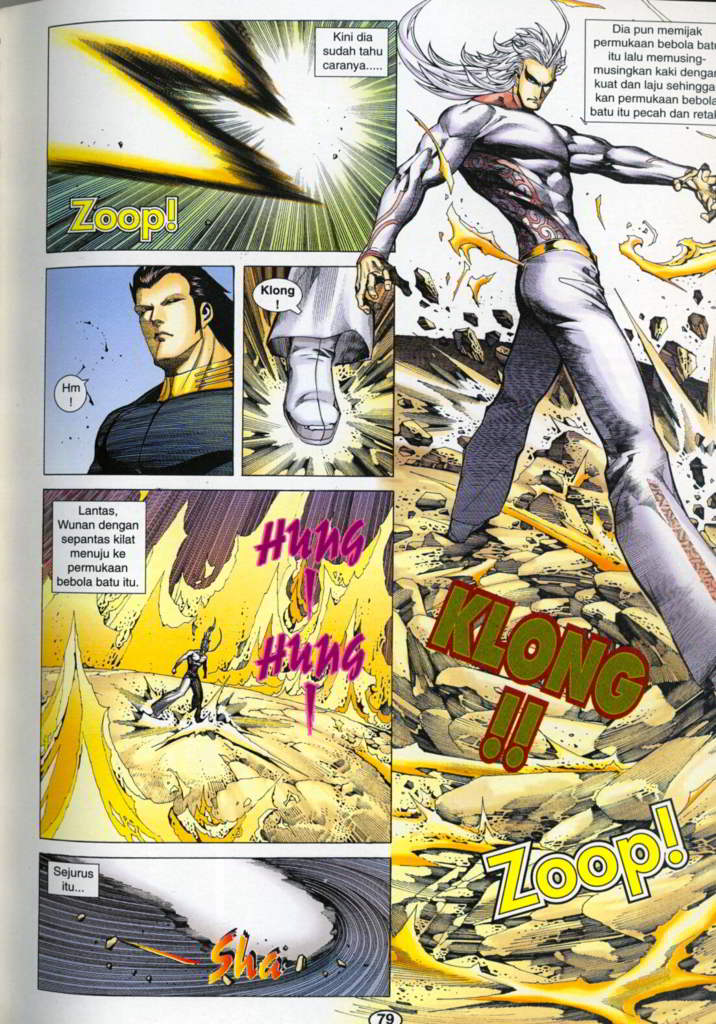 Kini dia
sudah tahu
caranya.....
Zoop!
Hm
!
Klong
!
Lantas,
Wunan dengan
sepantas kilat
menuju ke
permukaan
bebola batu itu.
HUNG
!
HUNG
!
Sejurus
itu...
Sha
Dia pun memijak
permukaan bebola batu
itu lalu memusing-
musingkan kaki dengan
kuat dan laju sehingga
kan permukaan bebola
batu itu pecah dan retak
KLONG
!!
Zoop!
79